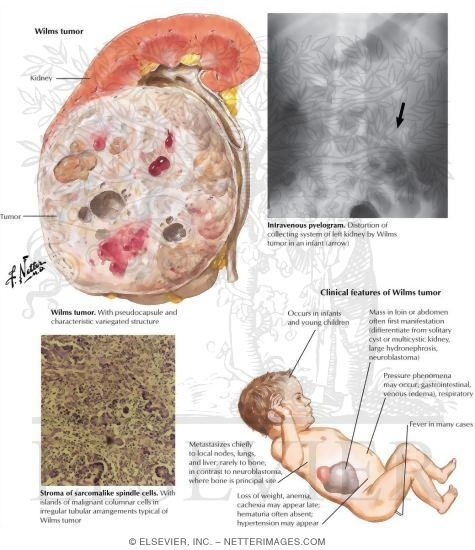 Wilms tumor
Kidney
Tumor
F. Netter
M.D.
Wilms tumor. With pseudocapsule and
characteristic variegated structure
Intravenous pyelogram. Distortion of
collecting system of left kidney by Wilms
tumor in an infant (arrow)
Clinical features of Wilms tumor
Occurs in infants
and young children
Mass in loin or abdomen
often first manifestation
(differentiate from solitary
cyst or multicystic kidney,
large hydronephrosis,
neuroblastoma)
Pressure phenomena
may occur; gastrointestinal,
venous (edema), respiratory
Fever in many cases
Metastasizes chiefly
to local nodes, lungs,
and liver, rarely to bone,
in contrast to neuroblastoma,
where bone is principal site
Loss of weight, anemia,
cachexia may appear late;
hematuria often absent;
hypertension may appear
Stroma of sarcomalike spindle cells. With
islands of malignant columnar cells in
irregular tubular arrangements typical of
Wilms tumor
© ELSEVIER, INC. – NETTERIMAGES.COM